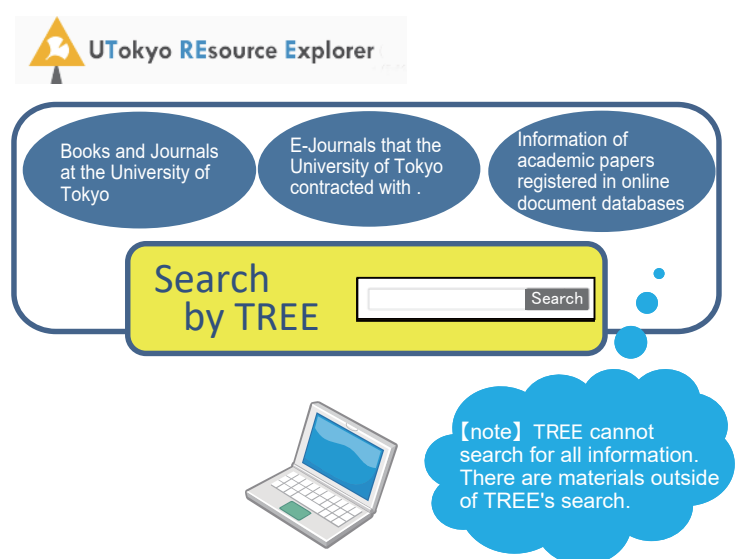 UTokyo REsource Explorer
Books and Journals
at the University of
Tokyo
E-Journals that the
University of Tokyo
contracted with .
Information of
academic papers
registered in online
document databases
Search
by TREE
Search
【note】TREE cannot
search for all information.
There are materials outside
of TREE's search.